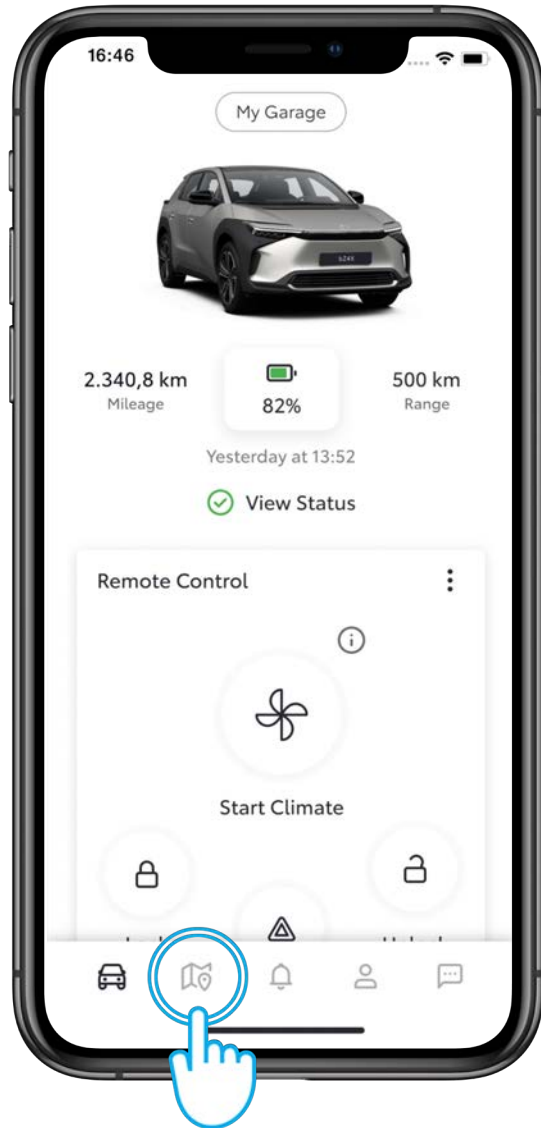 16:46
My Garage
bZ4X
2.340,8 km
82%
500 km
Mileage
Range
Yesterday at 13:52
View Status
Remote Control
Start Climate